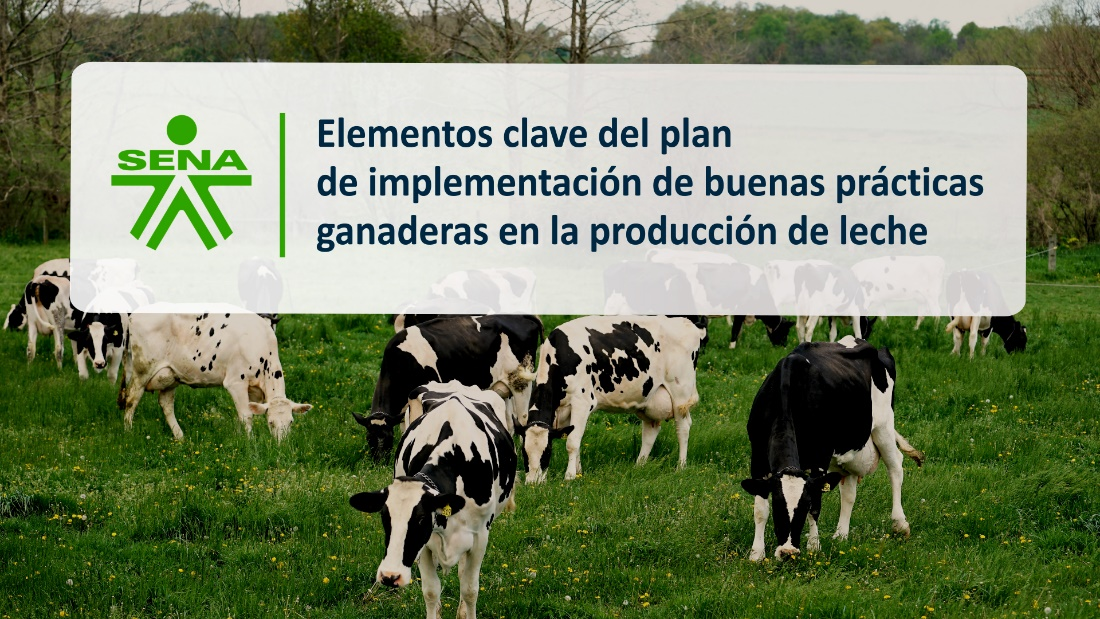 SENA
Elementos clave del plan
de implementación de buenas prácticas
ganaderas en la producción de leche